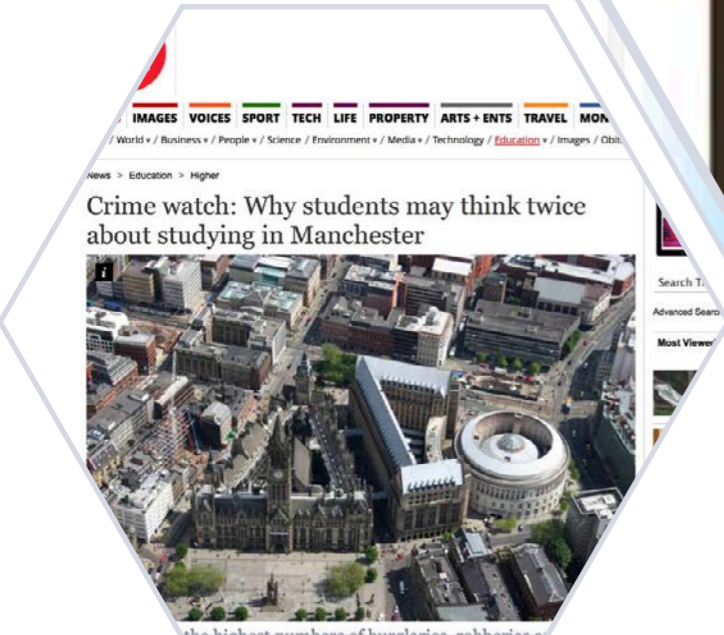 IMAGES VOICES SPORT TECH LIFE PROPERTY ARTS + ENTS TRAVEL
/ World / Business / People / Science / Environment / Media / Technology / Education / Images /
News > Education > Higher
Crime watch: Why students may think twice
about studying in Manchester
i
Search
Advanced
Most Viewed
the highest numbers of burglaries, robberies